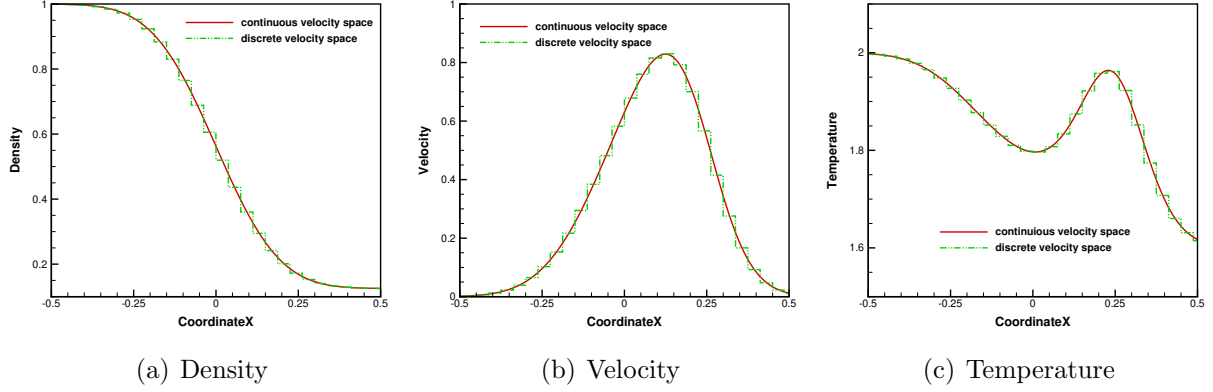 1
0.8
0.6
0.4
0.2
Density
continuous velocity space
discrete velocity space
-0.5
-0.25
0
0.25
0.5
CoordinateX
(a) Density
1
0.8
0.6
0.4
0.2
0
Velocity
continuous velocity space
discrete velocity space
-0.5
-0.25
0
0.25
0.5
CoordinateX
(b) Velocity
2
1.8
1.6
Temperature
continuous velocity space
discrete velocity space
-0.5
-0.25
0
0.25
0.5
CoordinateX
(c) Temperature